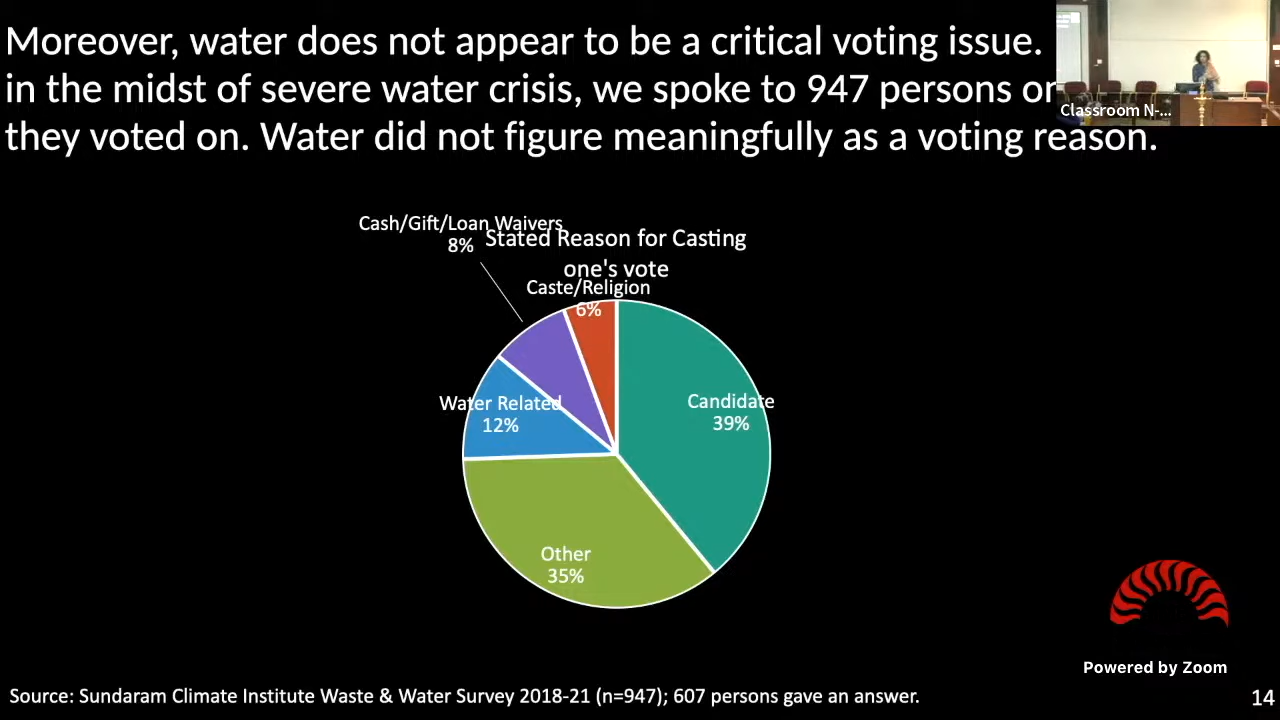 Moreover, water does not appear to be a critical voting issue.
in the midst of severe water crisis, we spoke to 947 persons on
they voted on. Water did not figure meaningfully as a voting reason.
Classroom N-...
Cash/Gift/Loan Waivers
8%
Stated Reason for Casting
one's vote
Caste/Religion
6%
Candidate
39%
Water Related
12%
Other
35%
Powered by Zoom
Source: Sundaram Climate Institute Waste & Water Survey 2018-21 (n=947); 607 persons gave an answer.
14